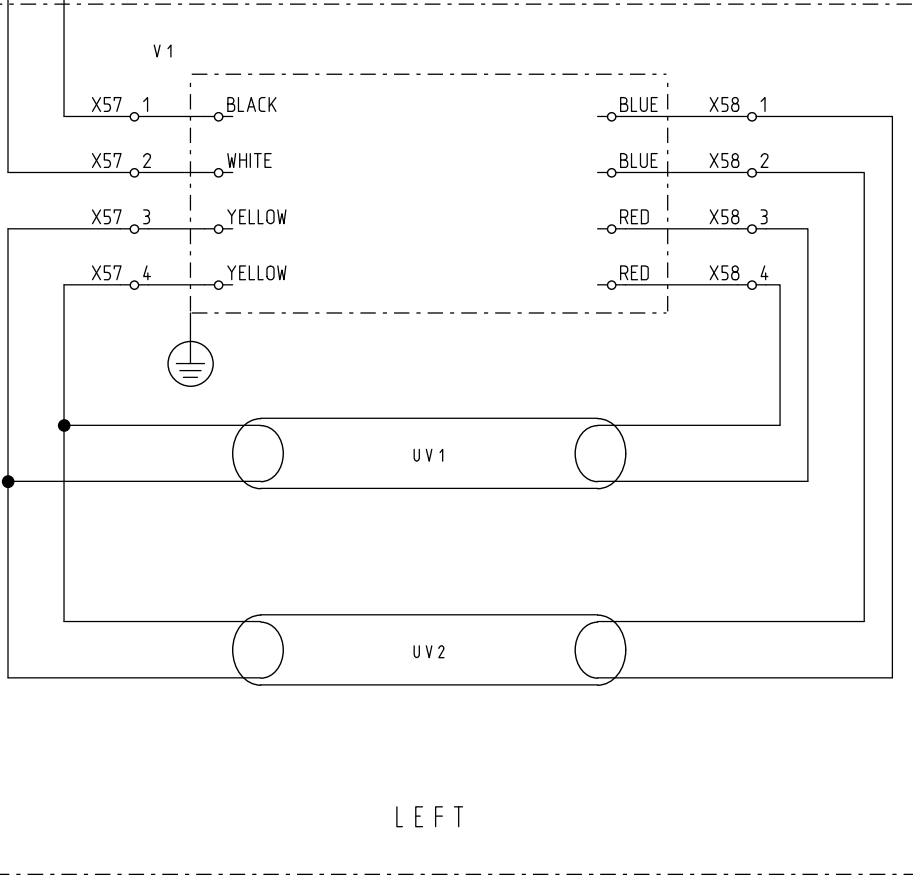 V1
X57 1 BLACK BLUE X58 1
X57 2 WHITE BLUE X58 2
X57 3 YELLOW RED X58 3
X57 4 YELLOW RED X58 4
UV1
UV2
LEFT